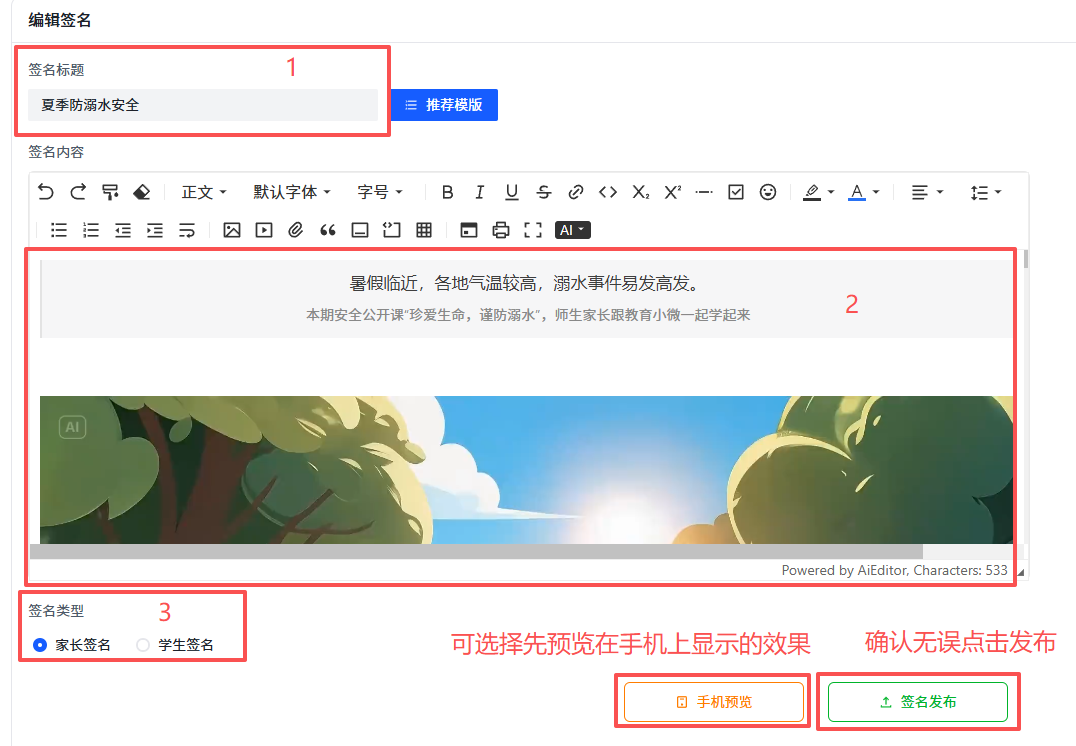 编辑签名
签名标题
1
夏季防溺水安全
推荐模版
签名内容
正文 默认字体 字号 B I U S X₂ X² A
AI
暑假临近，各地气温较高，溺水事件易发高发。
本期安全公开课“珍爱生命，谨防溺水”，师生家长跟教育小微一起学起来
2
AI
Powered by AiEditor, Characters: 533
签名类型
3
家长签名 学生签名
可选择先预览在手机上显示的效果
确认无误点击发布
手机预览
签名发布